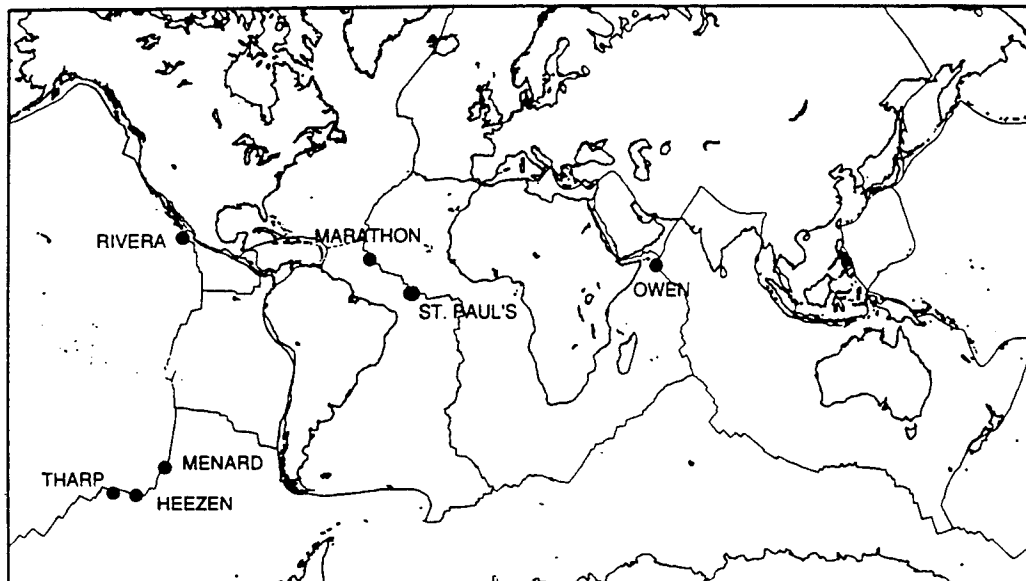 RIVERA
MARATHON
OWEN
ST. PAUL'S
MENARD
THARP
HEEZEN